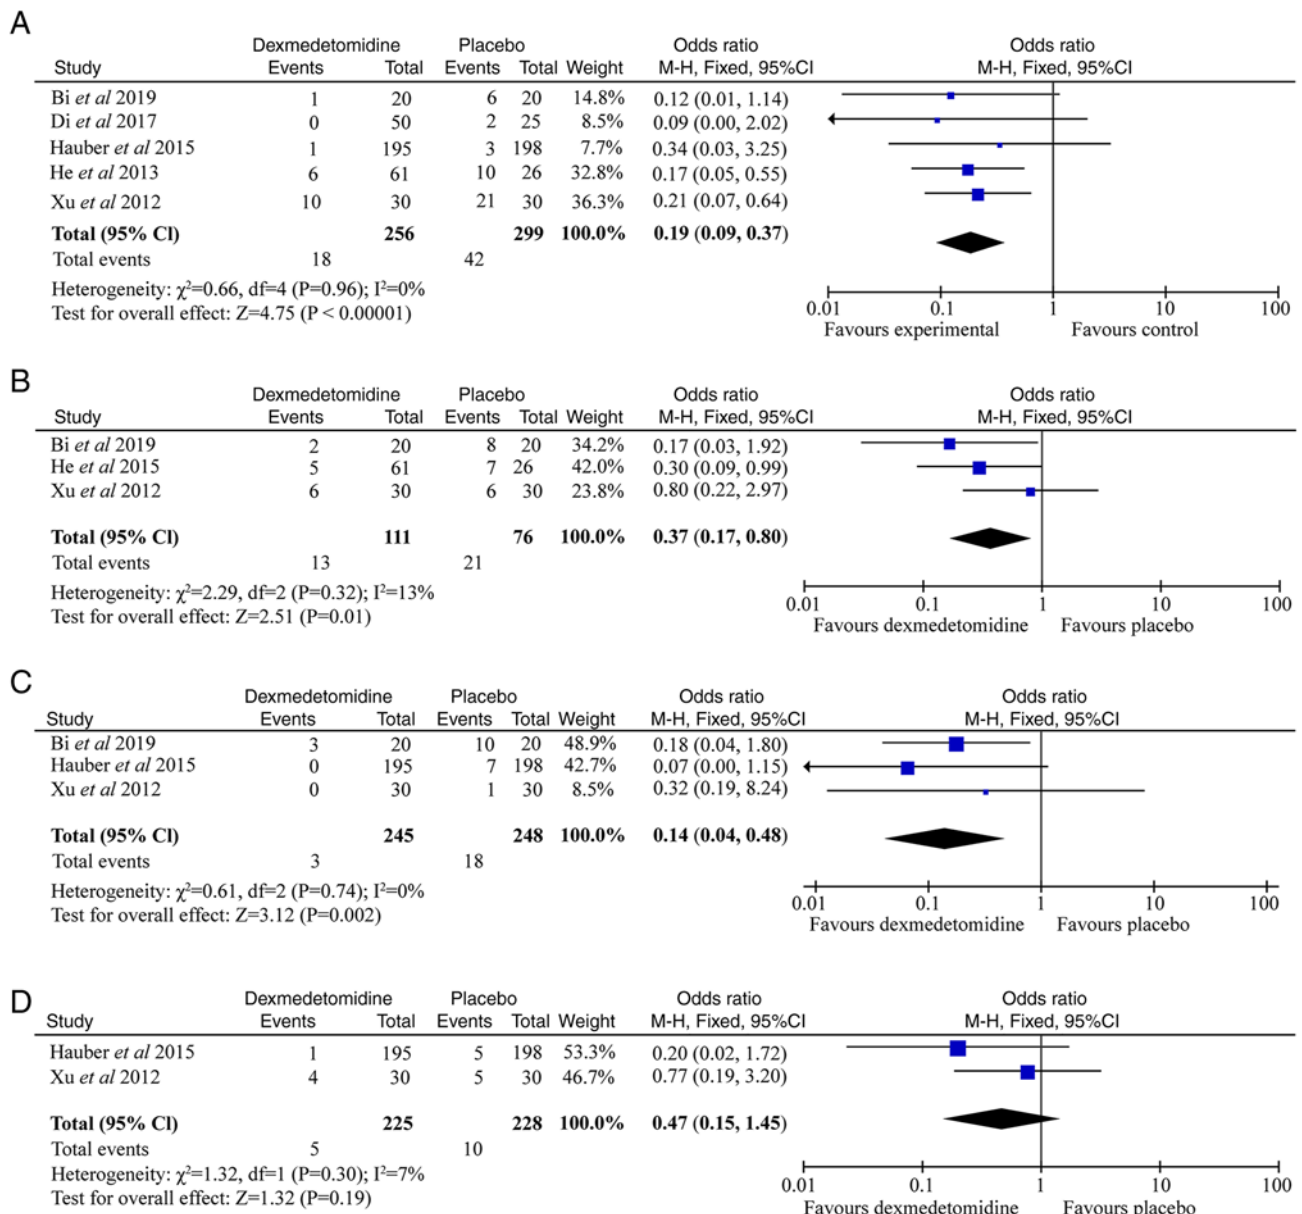 A
Dexmedetomidine Placebo Odds ratio Odds ratio
Study Events Total Events Total Weight M-H, Fixed, 95%CI M-H, Fixed, 95%CI
Bi et al 2019 1 20 6 20 14.8% 0.12 (0.01, 1.14)
Di et al 2017 0 50 2 25 8.5% 0.09 (0.00, 2.02)
Hauber et al 2015 1 195 3 198 7.7% 0.34 (0.03, 3.25)
He et al 2013 6 61 10 26 32.8% 0.17 (0.05, 0.55)
Xu et al 2012 10 30 21 30 36.3% 0.21 (0.07, 0.64)
Total (95% CI) 256 299 100.0% 0.19 (0.09, 0.37)
Total events 18 42
Heterogeneity: χ²=0.66, df=4 (P=0.96); I²=0%
Test for overall effect: Z=4.75 (P < 0.00001)
0.01 0.1 1 10 100
Favours experimental Favours control
B
Dexmedetomidine Placebo Odds ratio Odds ratio
Study Events Total Events Total Weight M-H, Fixed, 95%CI M-H, Fixed, 95%CI
Bi et al 2019 2 20 8 20 34.2% 0.17 (0.03, 1.92)
He et al 2015 5 61 7 26 42.0% 0.30 (0.09, 0.99)
Xu et al 2012 6 30 6 30 23.8% 0.80 (0.22, 2.97)
Total (95% CI) 111 76 100.0% 0.37 (0.17, 0.80)
Total events 13 21
Heterogeneity: χ²=2.29, df=2 (P=0.32); I²=13%
Test for overall effect: Z=2.51 (P=0.01)
0.01 0.1 1 10 100
Favours dexmedetomidine Favours placebo
C
Dexmedetomidine Placebo Odds ratio Odds ratio
Study Events Total Events Total Weight M-H, Fixed, 95%CI M-H, Fixed, 95%CI
Bi et al 2019 3 20 10 20 48.9% 0.18 (0.04, 1.80)
Hauber et al 2015 0 195 7 198 42.7% 0.07 (0.00, 1.15)
Xu et al 2012 0 30 1 30 8.5% 0.32 (0.19, 8.24)
Total (95% CI) 245 248 100.0% 0.14 (0.04, 0.48)
Total events 3 18
Heterogeneity: χ²=0.61, df=2 (P=0.74); I²=0%
Test for overall effect: Z=3.12 (P=0.002)
0.01 0.1 1 10 100
Favours dexmedetomidine Favours placebo
D
Dexmedetomidine Placebo Odds ratio Odds ratio
Study Events Total Events Total Weight M-H, Fixed, 95%CI M-H, Fixed, 95%CI
Hauber et al 2015 1 195 5 198 53.3% 0.20 (0.02, 1.72)
Xu et al 2012 4 30 5 30 46.7% 0.77 (0.19, 3.20)
Total (95% CI) 225 228 100.0% 0.47 (0.15, 1.45)
Total events 5 10
Heterogeneity: χ²=1.32, df=1 (P=0.30); I²=7%
Test for overall effect: Z=1.32 (P=0.19)
0.01 0.1 1 10 100
Favours dexmedetomidine Favours placebo